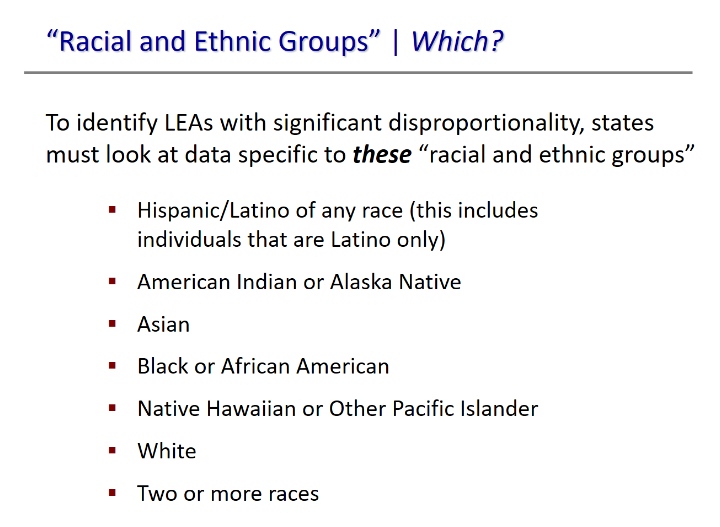 “Racial and Ethnic Groups” | Which?
To identify LEAs with significant disproportionality, states
must look at data specific to these “racial and ethnic groups”
▪ Hispanic/Latino of any race (this includes
individuals that are Latino only)
▪ American Indian or Alaska Native
▪ Asian
▪ Black or African American
▪ Native Hawaiian or Other Pacific Islander
▪ White
▪ Two or more races